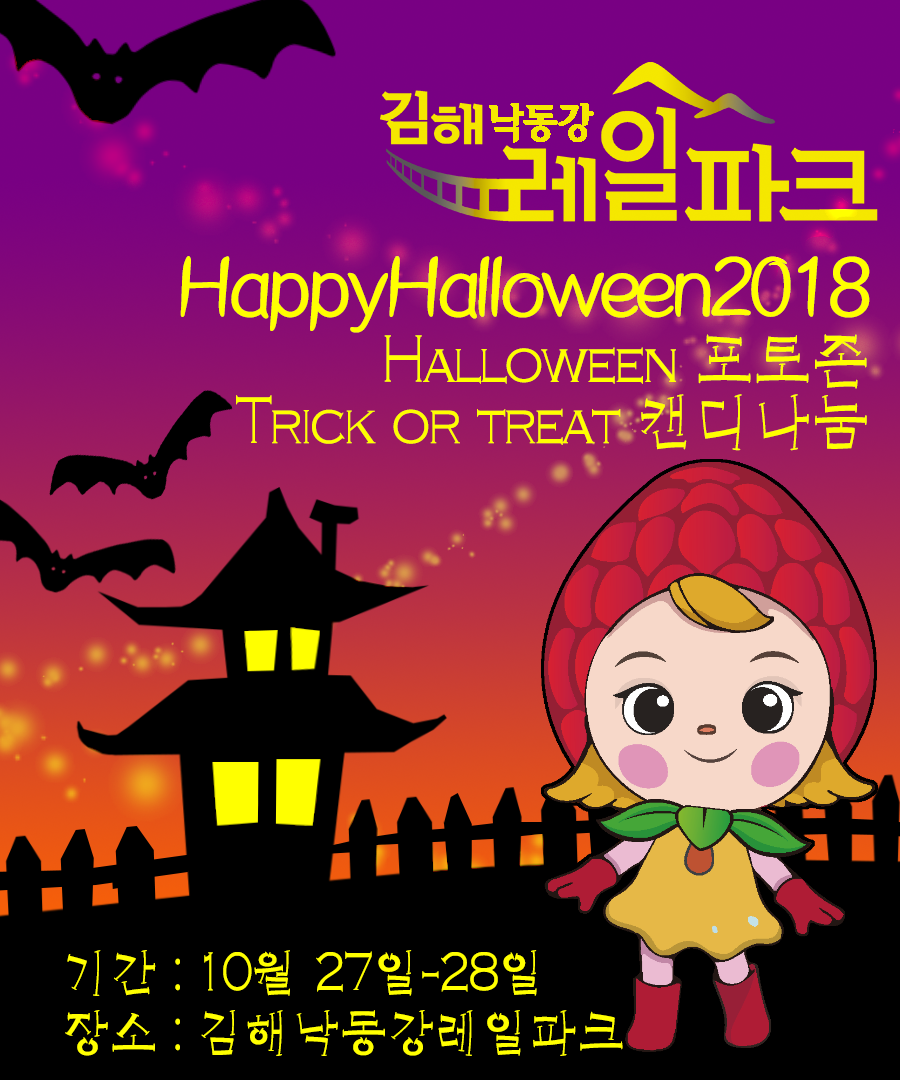 김해낙동강
레일파크
HappyHalloween2018
HALLOWEEN 포토존
TRICK OR TREAT 캔디나눔
기간 : 10월 27일-28일
장소 : 김해낙동강레일파크